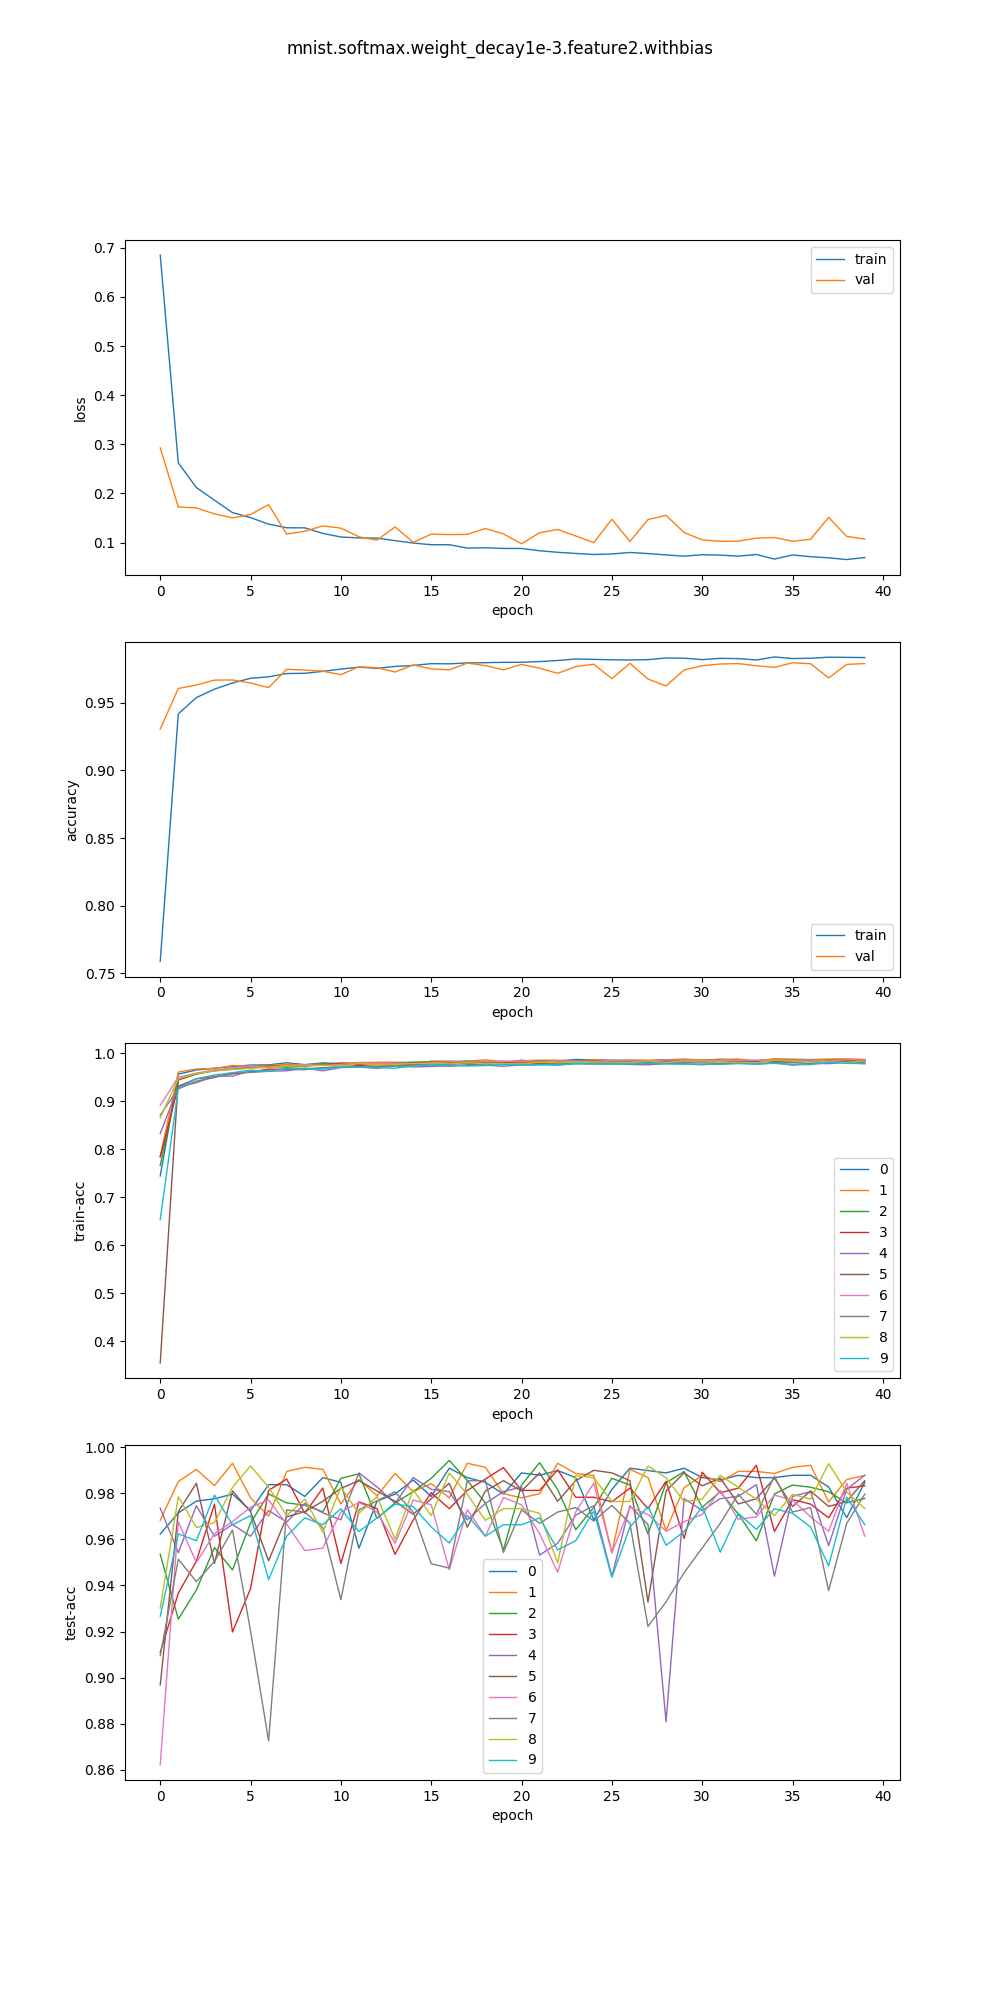 mnist.softmax.weight_decay1e-3.feature2.withbias
0.7
0.6
0.5
0.4
0.3
0.2
0.1
loss
train
val
0 5 10 15 20 25 30 35 40
epoch
0.95
0.90
0.85
0.80
0.75
accuracy
train
val
0 5 10 15 20 25 30 35 40
epoch
1.0
0.9
0.8
0.7
0.6
0.5
0.4
train-acc
0
1
2
3
4
5
6
7
8
9
0 5 10 15 20 25 30 35 40
epoch
1.00
0.98
0.96
0.94
0.92
0.90
0.88
0.86
test-acc
0
1
2
3
4
5
6
7
8
9
0 5 10 15 20 25 30 35 40
epoch